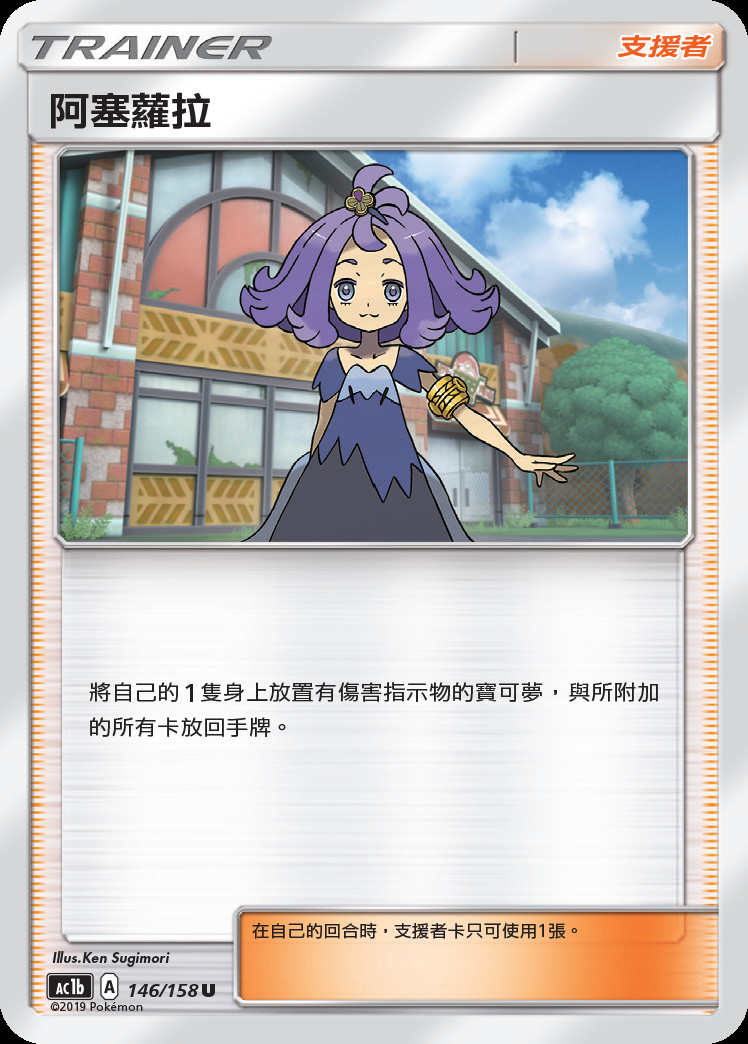 TRAINER
支援者
阿塞蘿拉
將自己的1隻身上放置有傷害指示物的寶可夢，與所附加
的所有卡放回手牌。
在自己的回合時，支援者卡只可使用1張。
Illus.Ken Sugimori
AC1b A 146/158 U
©2019 Pokémon